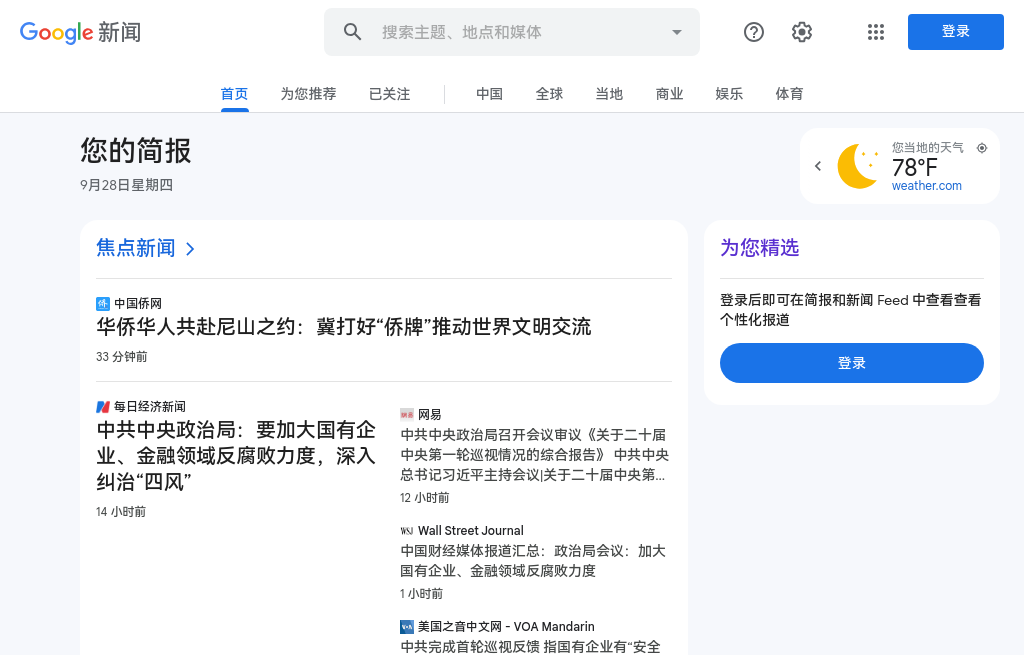 Google 新闻
搜索主题、地点和媒体
登录
首页
为您推荐
已关注
中国
全球
当地
商业
娱乐
体育
您的简报
9月28日星期四
您当地的天气
78°F
weather.com
焦点新闻
侨 中国侨网
华侨华人共赴尼山之约：冀打好“侨牌”推动世界文明交流
33 分钟前
每日经济新闻
中共中央政治局：要加大国有企
业、金融领域反腐败力度，深入
纠治“四风”
14 小时前
網易 网易
中共中央政治局召开会议审议《关于二十届
中央第一轮巡视情况的综合报告》 中共中央
总书记习近平主持会议|关于二十届中央第...
12 小时前
WSJ Wall Street Journal
中国财经媒体报道汇总：政治局会议：加大
国有企业、金融领域反腐败力度
1 小时前
VOA 美国之音中文网 - VOA Mandarin
中共完成首轮巡视反馈 指国有企业有“安全
为您精选
登录后即可在简报和新闻 Feed 中查看查看
个性化报道
登录